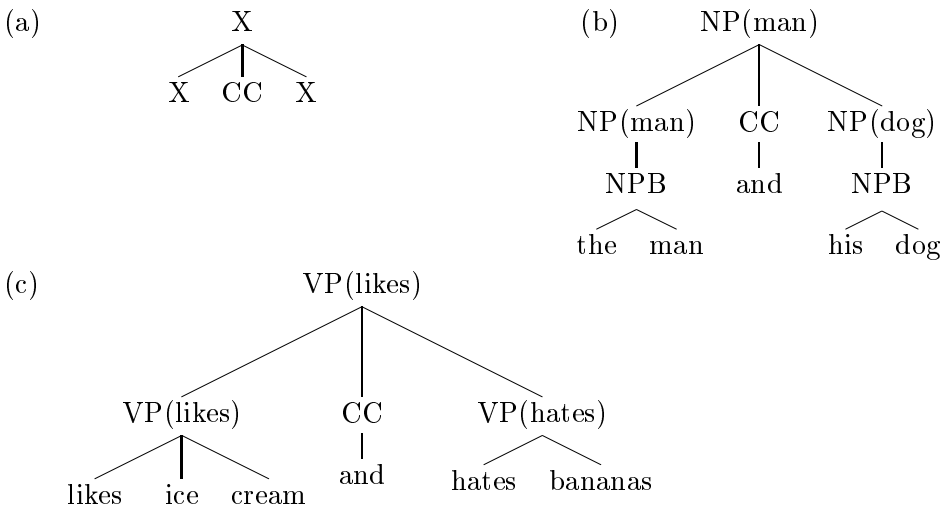 (a) X (b) NP(man)
X CC X
NP(man) CC NP(dog)
NPB and NPB
the man his dog
(c) VP(likes)
VP(likes) CC VP(hates)
and
likes ice cream hates bananas